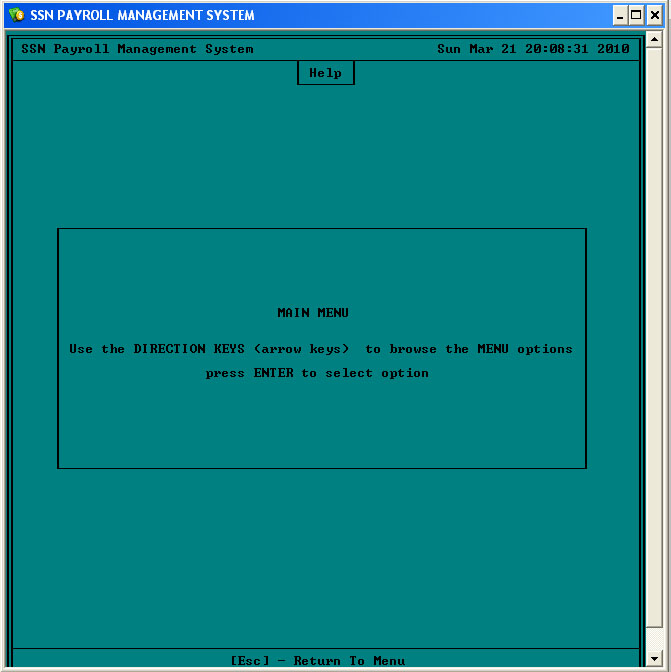 SSN PAYROLL MANAGEMENT SYSTEM
SSN Payroll Management System Sun Mar 21 20:08:31 2010
Help
MAIN MENU
Use the DIRECTION KEYS (arrow keys)  to browse the MENU options
press ENTER to select option
[Esc] - Return To Menu